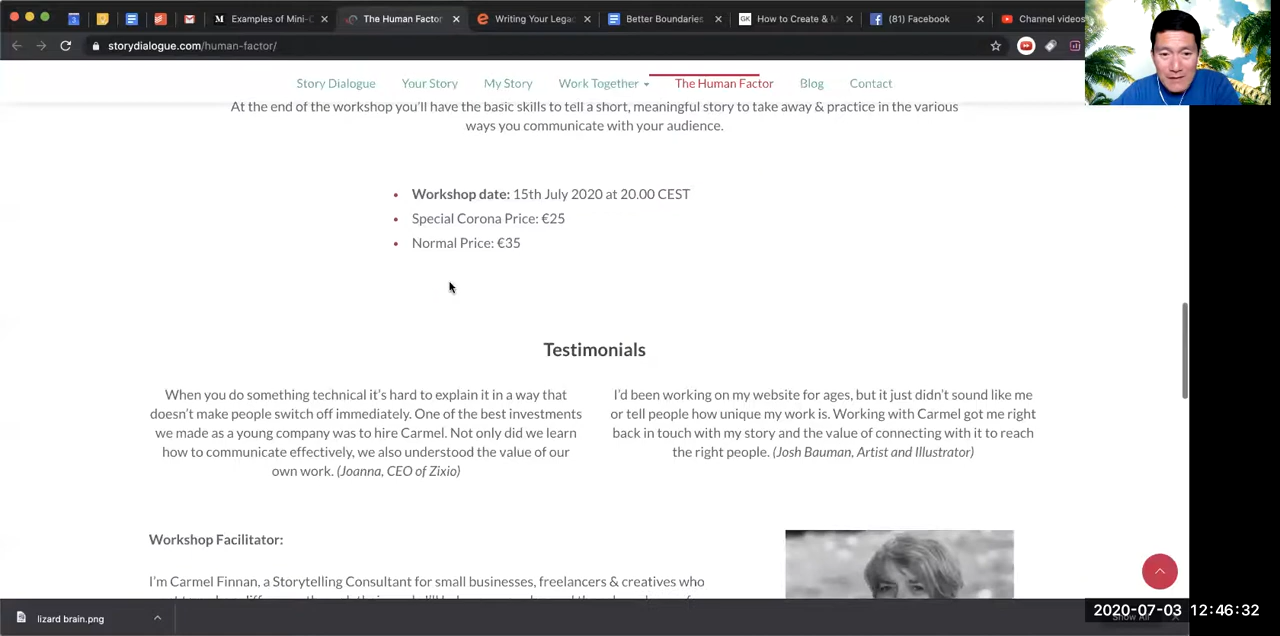 Examples of Mini-C
The Human Factor
Writing Your Lega
Better Boundaries
GK
How to Create & M
(81) Facebook
Channel videos
storydialogue.com/human-factor/
Story Dialogue
Your Story
My Story
Work Together
The Human Factor
Blog
Contact
At the end of the workshop you'll have the basic skills to tell a short, meaningful story to take away & practice in the various
ways you communicate with your audience.
• Workshop date: 15th July 2020 at 20.00 CEST
• Special Corona Price: €25
• Normal Price: €35
Testimonials
When you do something technical it's hard to explain it in a way that
doesn't make people switch off immediately. One of the best investments
we made as a young company was to hire Carmel. Not only did we learn
how to communicate effectively, we also understood the value of our
own work. (Joanna, CEO of Zixio)
I'd been working on my website for ages, but it just didn't sound like me
or tell people how unique my work is. Working with Carmel got me right
back in touch with my story and the value of connecting with it to reach
the right people. (Josh Bauman, Artist and Illustrator)
Workshop Facilitator:
I'm Carmel Finnan, a Storytelling Consultant for small businesses, freelancers & creatives who
lizard brain.png
Show All
2020-07-03 12:46:32